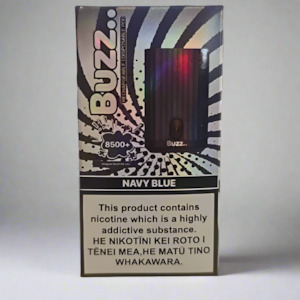 Buzz..
Buzz..
8500+
NAVY BLUE
This product contains
nicotine which is a highly
addictive substance.
HE NIKOTĪNI KEI ROTO I
TĒNEI MEA,HE MATŪ TINO
WHAKAWARA.